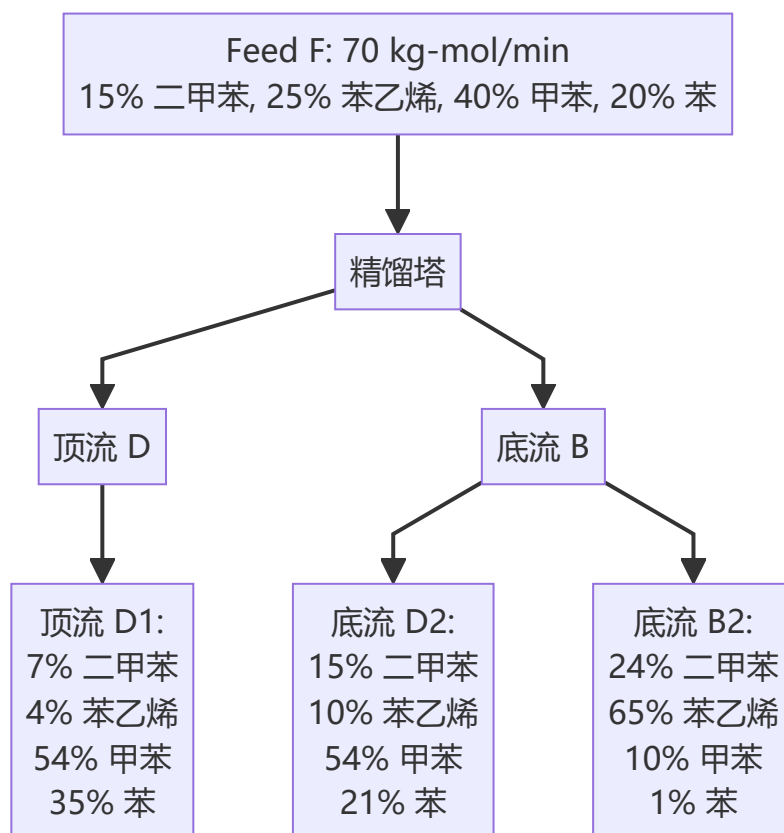 Feed F: 70 kg-mol/min
15% 二甲苯, 25% 苯乙烯, 40% 甲苯, 20% 苯
精馏塔
顶流 D
底流 B
顶流 D1:
7% 二甲苯
4% 苯乙烯
54% 甲苯
35% 苯
底流 D2:
15% 二甲苯
10% 苯乙烯
54% 甲苯
21% 苯
底流 B2:
24% 二甲苯
65% 苯乙烯
10% 甲苯
1% 苯